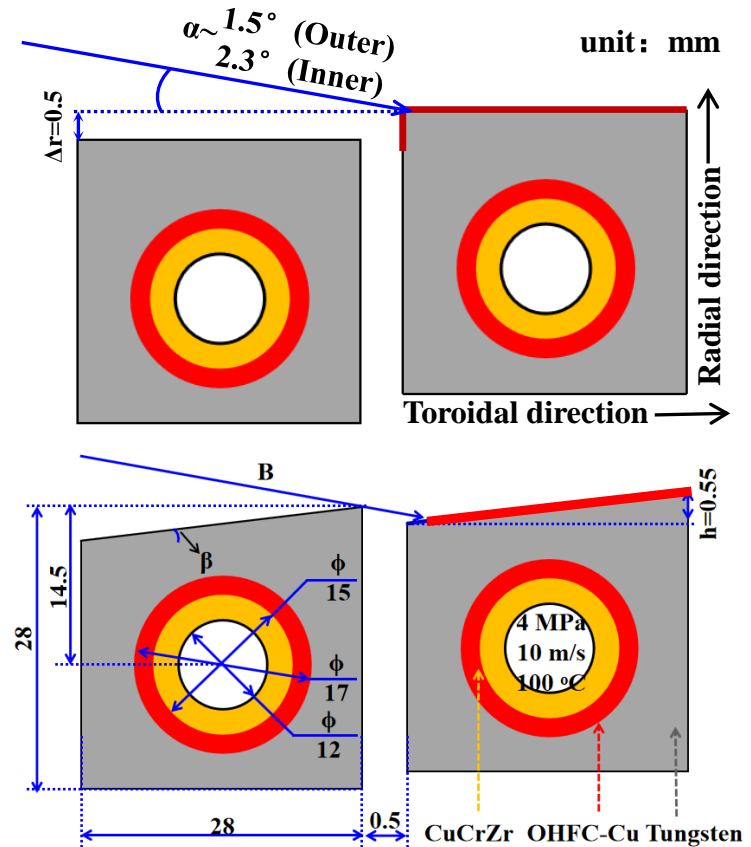 α~ 1.5° (Outer)
2.3° (Inner)
unit： mm
Δr=0.5
Radial direction
Toroidal direction
B
h=0.55
β
14.5
28
ϕ
15
ϕ
17
ϕ
12
4 MPa
10 m/s
100 °C
28
0.5
CuCrZr OHFC-Cu Tungsten